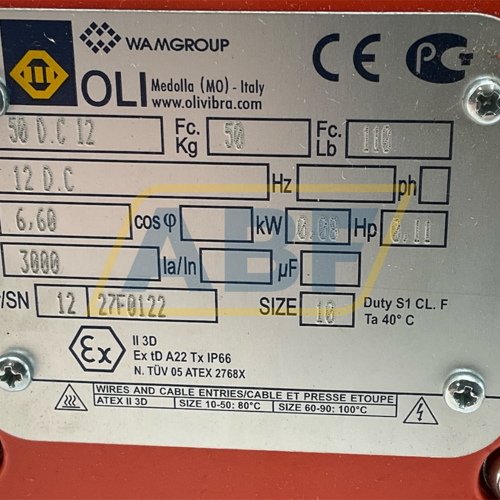 WAMGROUP
OLI Medolla (MO) - Italy
www.olivibra.com
CE PC
50 D.C 12 Fc. Kg 50 Fc. Lb 110
12 D.C Hz ph
6,60 cos φ kW 0.08 Hp 0.11
3000 Ia/In µF
/SN 12 27F0122 SIZE 10 Duty S1 CL. F
Ta 40° C
Ex II 3D
Ex tD A22 Tx IP66
N. TÜV 05 ATEX 2768X
WIRES AND CABLE ENTRIES/CABLE ET PRESSE ETOUPE
ATEX II 3D SIZE 10-50: 80°C SIZE 60-90: 100°C
ABF